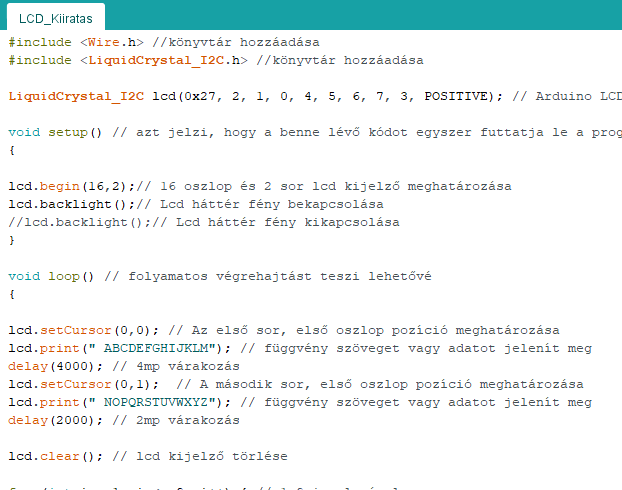 LCD_Kiiratas
#include <Wire.h> //könyvtár hozzáadása
#include <LiquidCrystal_I2C.h> //könyvtár hozzáadása
LiquidCrystal_I2C lcd(0x27, 2, 1, 0, 4, 5, 6, 7, 3, POSITIVE); // Arduino LCD
void setup() // azt jelzi, hogy a benne lévő kódot egyszer futtatja le a prog
{
lcd.begin(16,2);// 16 oszlop és 2 sor lcd kijelző meghatározása
lcd.backlight();// Lcd háttér fény bekapcsolása
//lcd.backlight();// Lcd háttér fény kikapcsolása
}
void loop() // folyamatos végrehajtást teszi lehetővé
{
lcd.setCursor(0,0); // Az első sor, első oszlop pozíció meghatározása
lcd.print(" ABCDEFGHIJKLM"); // függvény szöveget vagy adatot jelenít meg
delay(4000); // 4mp várakozás
lcd.setCursor(0,1);  // A második sor, első oszlop pozíció meghatározása
lcd.print(" NOPQRSTUVWXYZ"); // függvény szöveget vagy adatot jelenít meg
delay(2000); // 2mp várakozás
lcd.clear(); // lcd kijelző törlése